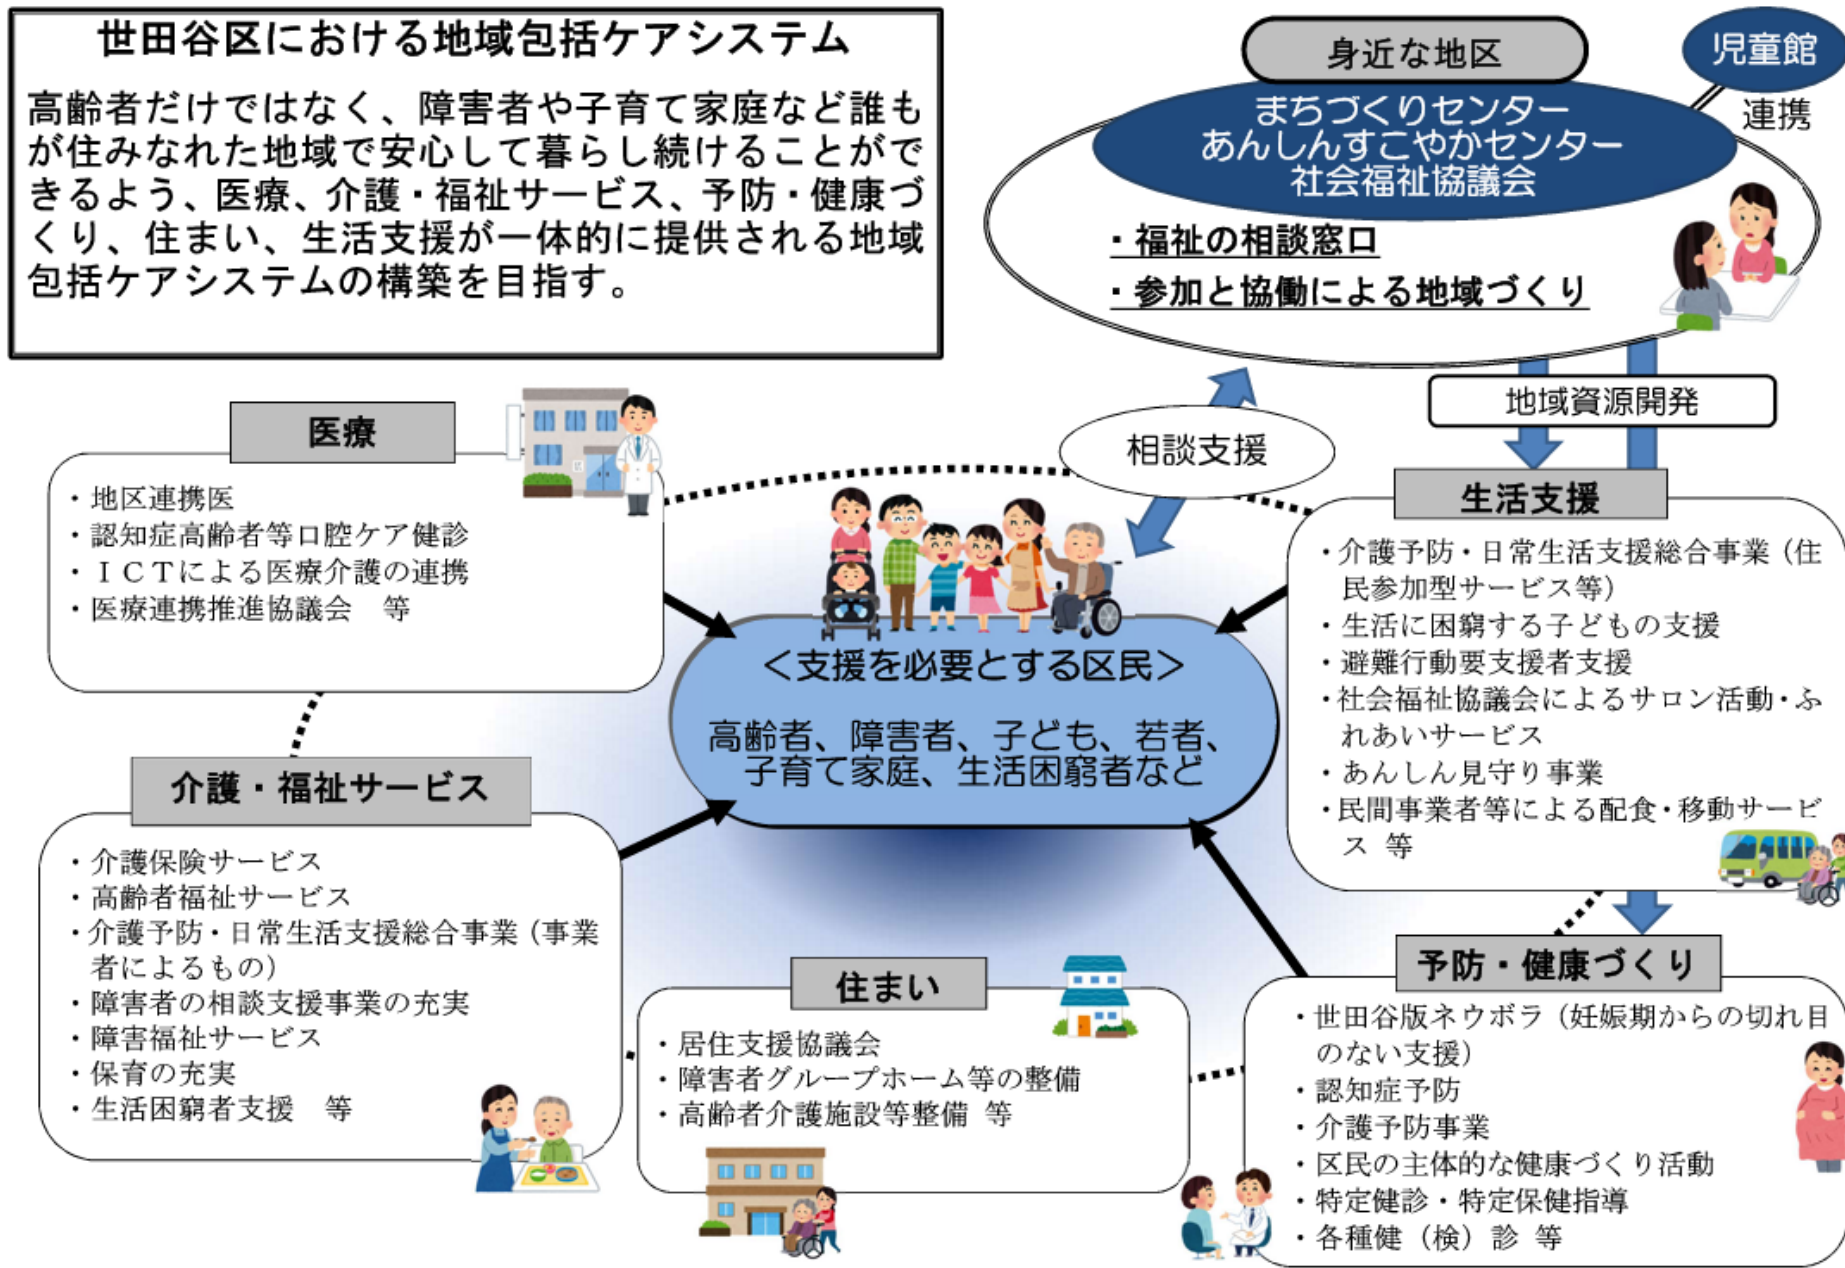 世田谷区における地域包括ケアシステム
高齢者だけではなく、障害者や子育て家庭など誰も
が住みなれた地域で安心して暮らし続けることがで
きるよう、医療、介護・福祉サービス、予防・健康づ
くり、住まい、生活支援が一体的に提供される地域
包括ケアシステムの構築を目指す。
身近な地区
児童館
連携
まちづくりセンター
あんしんすこやかセンター
社会福祉協議会
・福祉の相談窓口
・参加と協働による地域づくり
地域資源開発
相談支援
医療
・地区連携医
・認知症高齢者等口腔ケア健診
・ＩＣＴによる医療介護の連携
・医療連携推進協議会　等
＜支援を必要とする区民＞
高齢者、障害者、子ども、若者、
子育て家庭、生活困窮者など
生活支援
・介護予防・日常生活支援総合事業（住
民参加型サービス等）
・生活に困窮する子どもの支援
・避難行動要支援者支援
・社会福祉協議会によるサロン活動・ふ
れあいサービス
・あんしん見守り事業
・民間事業者等による配食・移動サービ
ス 等
介護・福祉サービス
・介護保険サービス
・高齢者福祉サービス
・介護予防・日常生活支援総合事業（事業
者によるもの）
・障害者の相談支援事業の充実
・障害福祉サービス
・保育の充実
・生活困窮者支援　等
住まい
・居住支援協議会
・障害者グループホーム等の整備
・高齢者介護施設等整備 等
予防・健康づくり
・世田谷版ネウボラ（妊娠期からの切れ目
のない支援）
・認知症予防
・介護予防事業
・区民の主体的な健康づくり活動
・特定健診・特定保健指導
・各種健（検）診 等